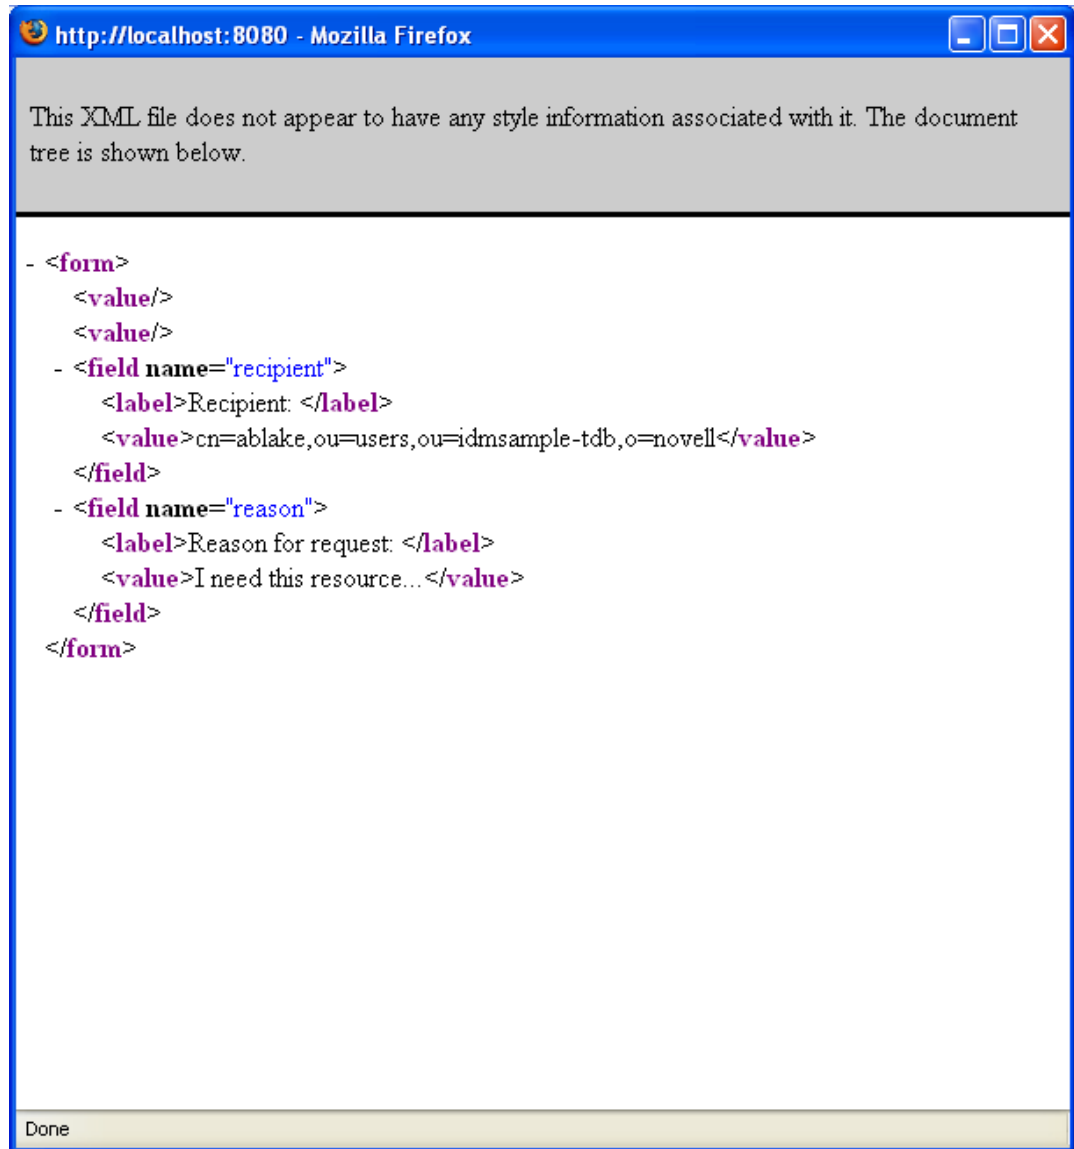 http://localhost:8080 - Mozilla Firefox
This XML file does not appear to have any style information associated with it. The document
tree is shown below.
- <form>
<value/>
<value/>
- <field name="recipient">
<label>Recipient: </label>
<value>cn=ablake,ou=users,ou=idmsample-tdb,o=novell</value>
</field>
- <field name="reason">
<label>Reason for request: </label>
<value>I need this resource...</value>
</field>
</form>
Done